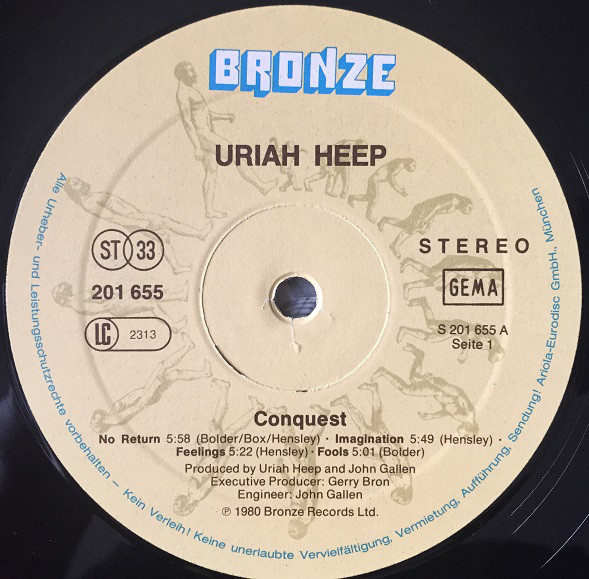 BRONZE
URIAH HEEP
ST 33
201 655
LC 2313
STEREO
GEMA
S 201 655 A
Seite 1
Conquest
No Return 5:58 (Bolder/Box/Hensley) · Imagination 5:49 (Hensley) ·
Feelings 5:22 (Hensley) · Fools 5:01 (Bolder)
Produced by Uriah Heep and John Gallen
Executive Producer: Gerry Bron
Engineer: John Gallen
℗ 1980 Bronze Records Ltd.
Alle Urheber- und Leistungsschutzrechte vorbehalten – Kein Verleih! Keine unerlaubte Vervielfältigung, Vermietung, Aufführung, Sendung! Ariola-Eurodisc GmbH., München